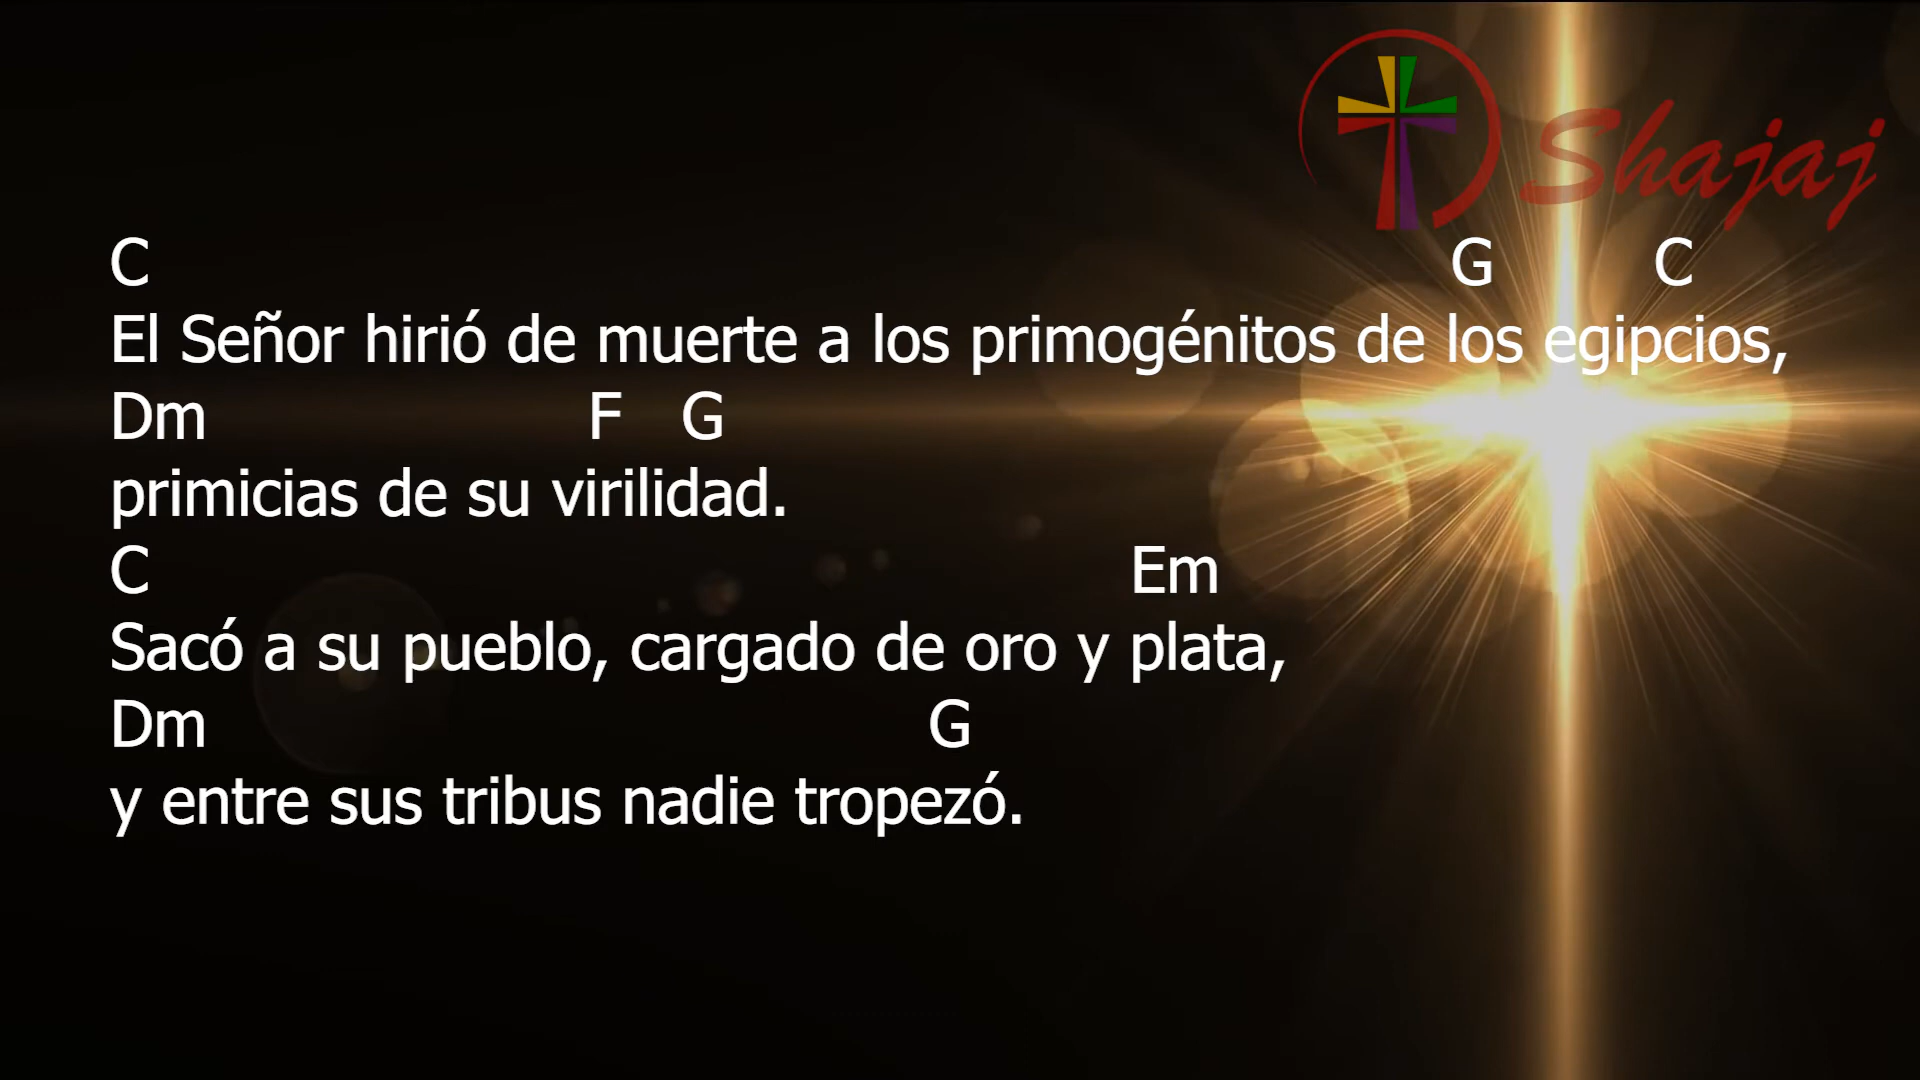 Shajaj
C G C
El Señor hirió de muerte a los primogénitos de los egipcios,
Dm F G
primicias de su virilidad.
C Em
Sacó a su pueblo, cargado de oro y plata,
Dm G
y entre sus tribus nadie tropezó.